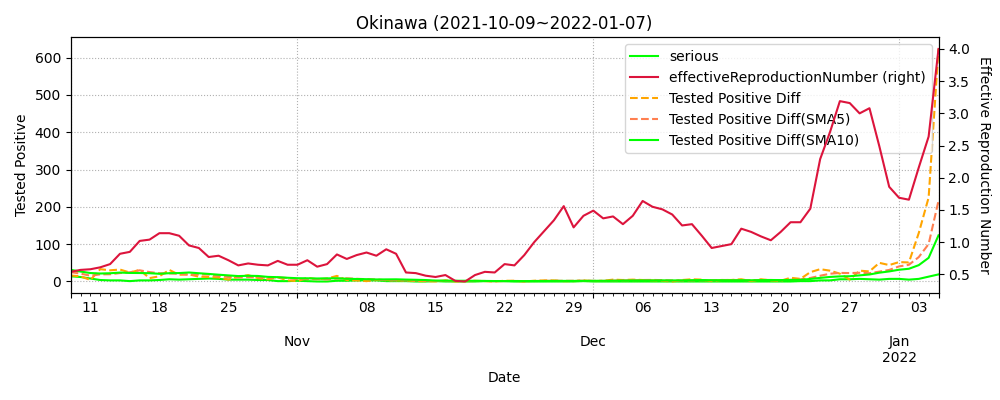 Okinawa (2021-10-09~2022-01-07)
serious
effectiveReproductionNumber (right)
Tested Positive Diff
Tested Positive Diff(SMA5)
Tested Positive Diff(SMA10)
Tested Positive
600
500
400
300
200
100
0
4.0
3.5
3.0
2.5
2.0
1.5
1.0
0.5
Effective Reproduction Number
11 18 25 08 15 22 29 06 13 20 27 03
Nov Dec Jan
2022
Date